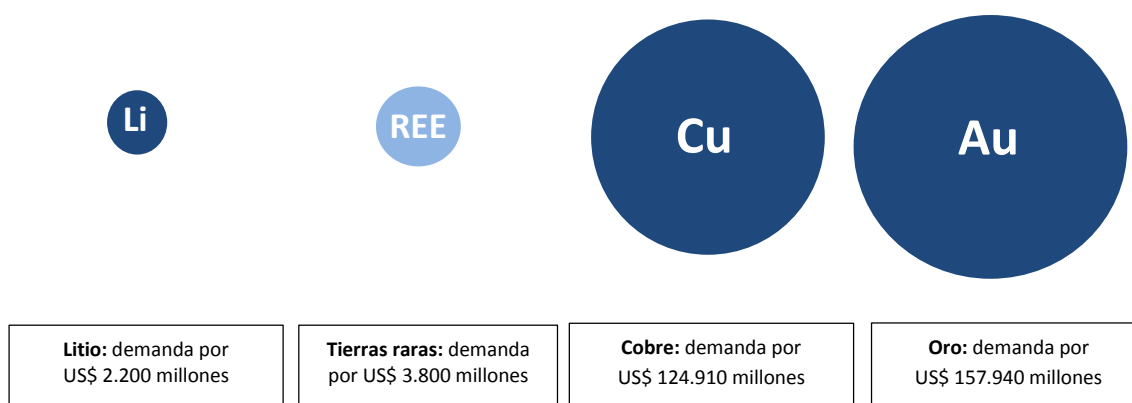 Li
REE
Cu
Au
Litio: demanda por
US$ 2.200 millones
Tierras raras: demanda
por US$ 3.800 millones
Cobre: demanda por
US$ 124.910 millones
Oro: demanda por
US$ 157.940 millones